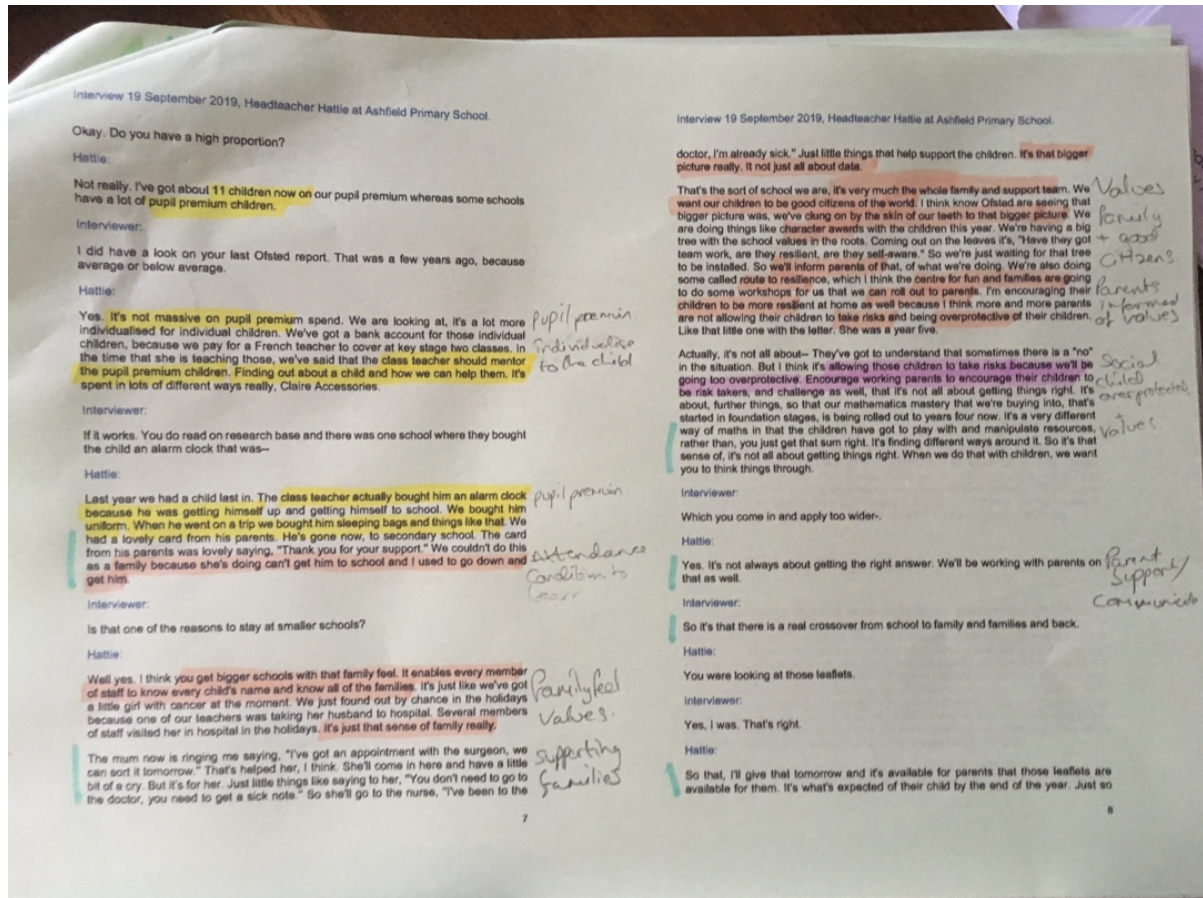 Interview 19 September 2019, Headteacher Hattie at Ashfield Primary School.
Okay. Do you have a high proportion?
Hattie:
Not really. I've got about 11 children now on our pupil premium whereas some schools
have a lot of pupil premium children.
Interviewer:
I did have a look on your last Ofsted report. That was a few years ago, because
average or below average.
Hattie:
Yes. It's not massive on pupil premium spend. We are looking at, it's a lot more
individualised for individual children. We've got a bank account for those individual
children, because we pay for a French teacher to cover at key stage two classes. In
the time that she is teaching those, we've said that the class teacher should mentor
the pupil premium children. Finding out about a child and how we can help them. It's
spent in lots of different ways really, Claire Accessories.
pupil premium
individualise
to the child
Interviewer:
If it works. You do read on research base and there was one school where they bought
the child an alarm clock that was--
Hattie:
Last year we had a child last in. The class teacher actually bought him an alarm clock
because he was getting himself up and getting himself to school. We bought him
uniform. When he went on a trip we bought him sleeping bags and things like that. We
had a lovely card from his parents. He's gone now, to secondary school. The card
from his parents was lovely saying, "Thank you for your support." We couldn't do this
as a family because she's doing can't get him to school and I used to go down and
get him.
pupil premium
Attendance
Interviewer:
Is that one of the reasons to stay at smaller schools?
Hattie:
Well yes. I think you get bigger schools with that family feel. It enables every member
of staff to know every child's name and know all of the families. It's just like we've got
a little girl with cancer at the moment. We just found out by chance in the holidays
because one of our teachers was taking her husband to hospital. Several members
of staff visited her in hospital in the holidays. It's just that sense of family really.
Family feel
Values.
The mum now is ringing me saying, "I've got an appointment with the surgeon, we
can sort it tomorrow." That's helped her, I think. She'll come in here and have a little
bit of a cry. But it's for her. Just little things like saying to her, "You don't need to go to
the doctor, you need to get a sick note." So she'll go to the nurse, "I've been to the
supporting
families
7
Interview 19 September 2019, Headteacher Hattie at Ashfield Primary School.
doctor, I'm already sick." Just little things that help support the children. It's that bigger
picture really. It not just all about data.
That's the sort of school we are, it's very much the whole family and support team. We
want our children to be good citizens of the world. I think know Ofsted are seeing that
bigger picture was, we've clung on by the skin of our teeth to that bigger picture. We
are doing things like character awards with the children this year. We're having a big
tree with the school values in the roots. Coming out on the leaves it's, "Have they got
team work, are they resilient, are they self-aware." So we're just waiting for that tree
to be installed. So we'll inform parents of that, of what we're doing. We're also doing
some called route to resilience, which I think the centre for fun and families are going
to do some workshops for us that we can roll out to parents. I'm encouraging their
children to be more resilient at home as well because I think more and more parents
are not allowing their children to take risks and being overprotective of their children.
Like that little one with the letter. She was a year five.
Values
Family
+ good
Citizens.
Parents
informed
of values
Actually, it's not all about-- They've got to understand that sometimes there is a "no"
in the situation. But I think it's allowing those children to take risks because we'll be
going too overprotective. Encourage working parents to encourage their children to
be risk takers, and challenge as well, that it's not all about getting things right. It's
about, further things, so that our mathematics mastery that we're buying into, that's
started in foundation stages, is being rolled out to years four now. It's a very different
way of maths in that the children have got to play with and manipulate resources,
rather than, you just get that sum right. It's finding different ways around it. So it's that
sense of, it's not all about getting things right. When we do that with children, we want
you to think things through.
Social
child
overprotected
+
Values.
Interviewer:
Which you come in and apply too wider-.
Hattie:
Yes. It's not always about getting the right answer. We'll be working with parents on
that as well.
Parent
Support/
Communicate
Interviewer:
So it's that there is a real crossover from school to family and families and back.
Hattie:
You were looking at those leaflets.
Interviewer:
Yes, I was. That's right.
Hattie:
So that, I'll give that tomorrow and it's available for parents that those leaflets are
available for them. It's what's expected of their child by the end of the year. Just so
8